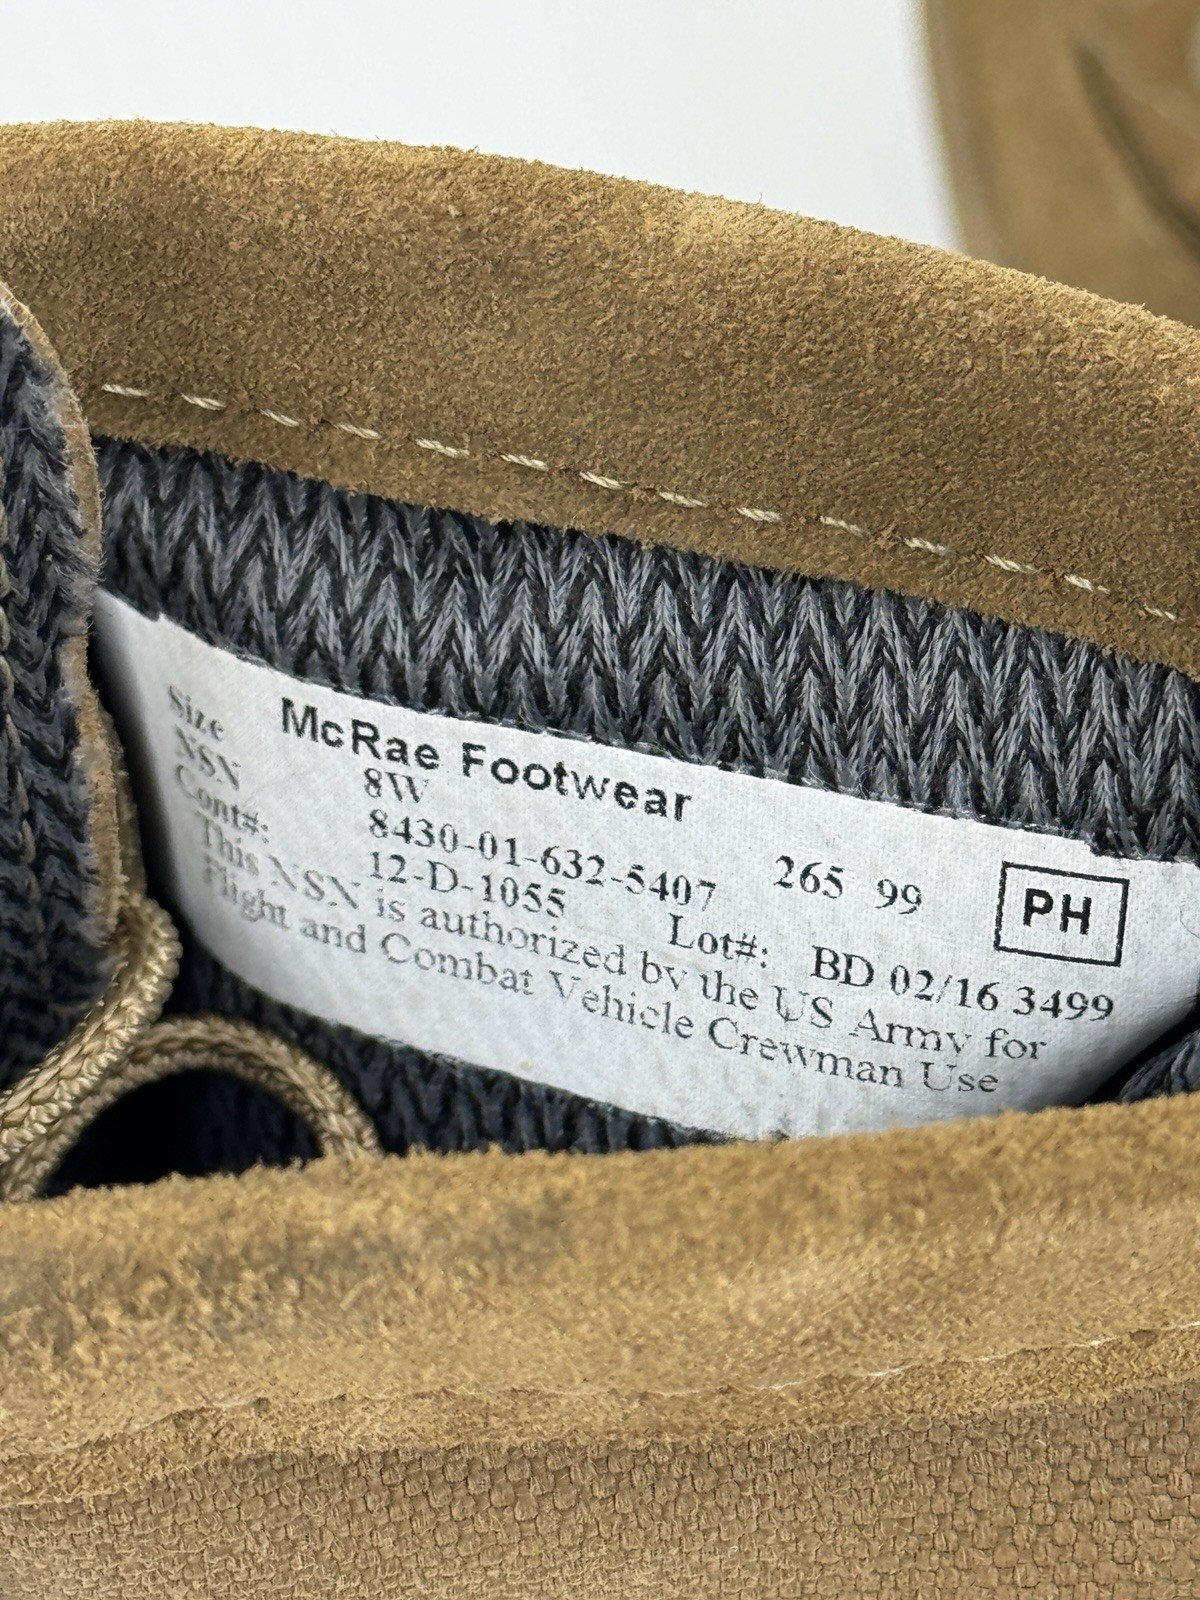 McRae Footwear
Size 8W
NSN 8430-01-632-5407 265 99 PH
Cont#: 12-D-1055 Lot#: BD 02/16 3499
This NSN is authorized by the US Army for
Flight and Combat Vehicle Crewman Use